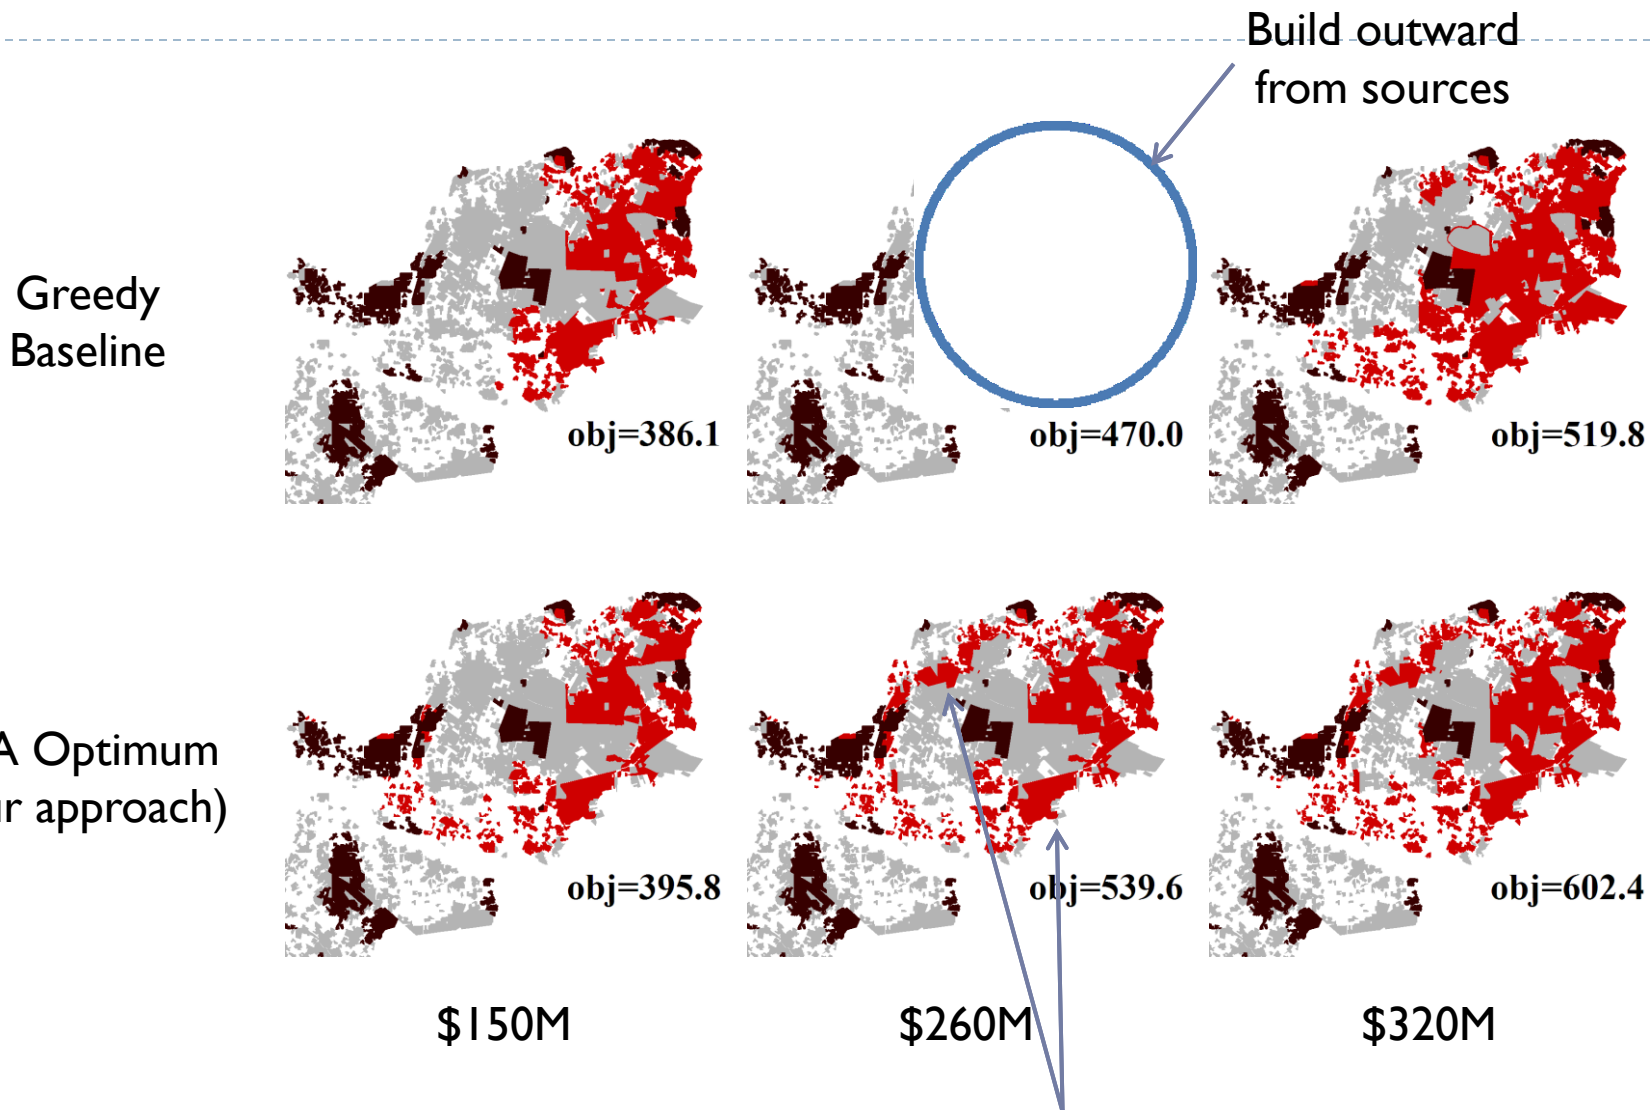 Build outward
from sources
Greedy
Baseline
obj=386.1
obj=470.0
obj=519.8
A Optimum
r approach)
obj=395.8
obj=539.6
obj=602.4
$150M
$260M
$320M